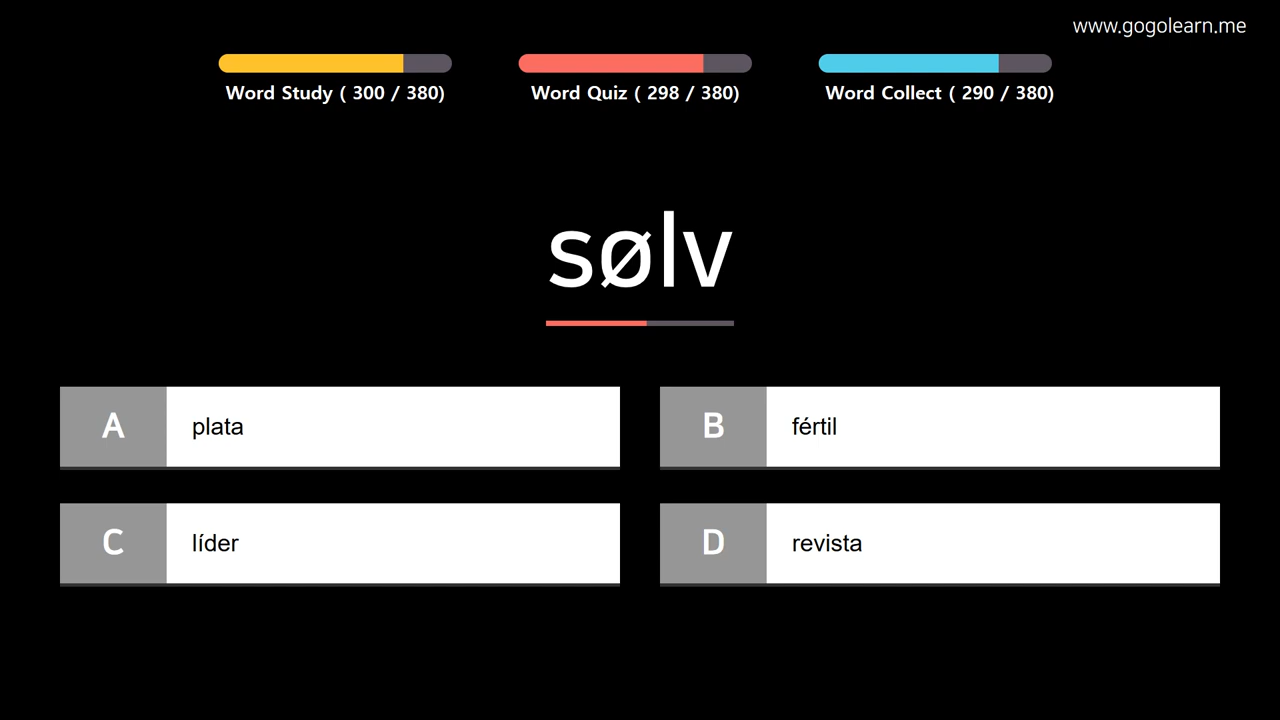 www.gogolearn.me
Word Study ( 300 / 380)
Word Quiz ( 298 / 380)
Word Collect ( 290 / 380)
sølv
A plata
B fértil
C líder
D revista